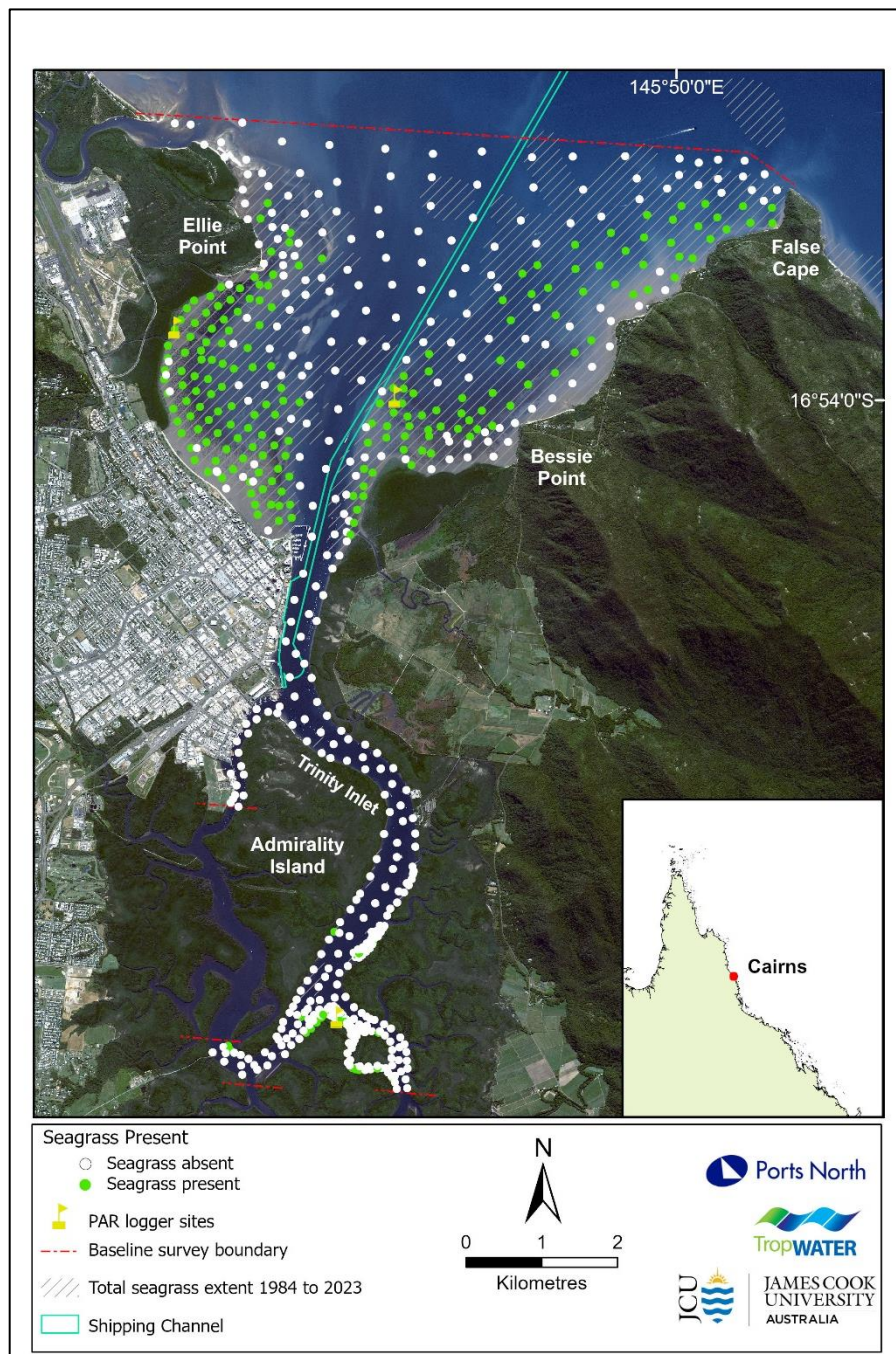 145°50'0"E
Ellie
Point
False
Cape
16°54'0"S
Bessie
Point
Trinity Inlet
Admirality
Island
Cairns
Seagrass Present
Seagrass absent
Seagrass present
PAR logger sites
Baseline survey boundary
Total seagrass extent 1984 to 2023
Shipping Channel
N
0 1 2
Kilometres
Ports North
TropWATER
JCU
JAMES COOK
UNIVERSITY
AUSTRALIA